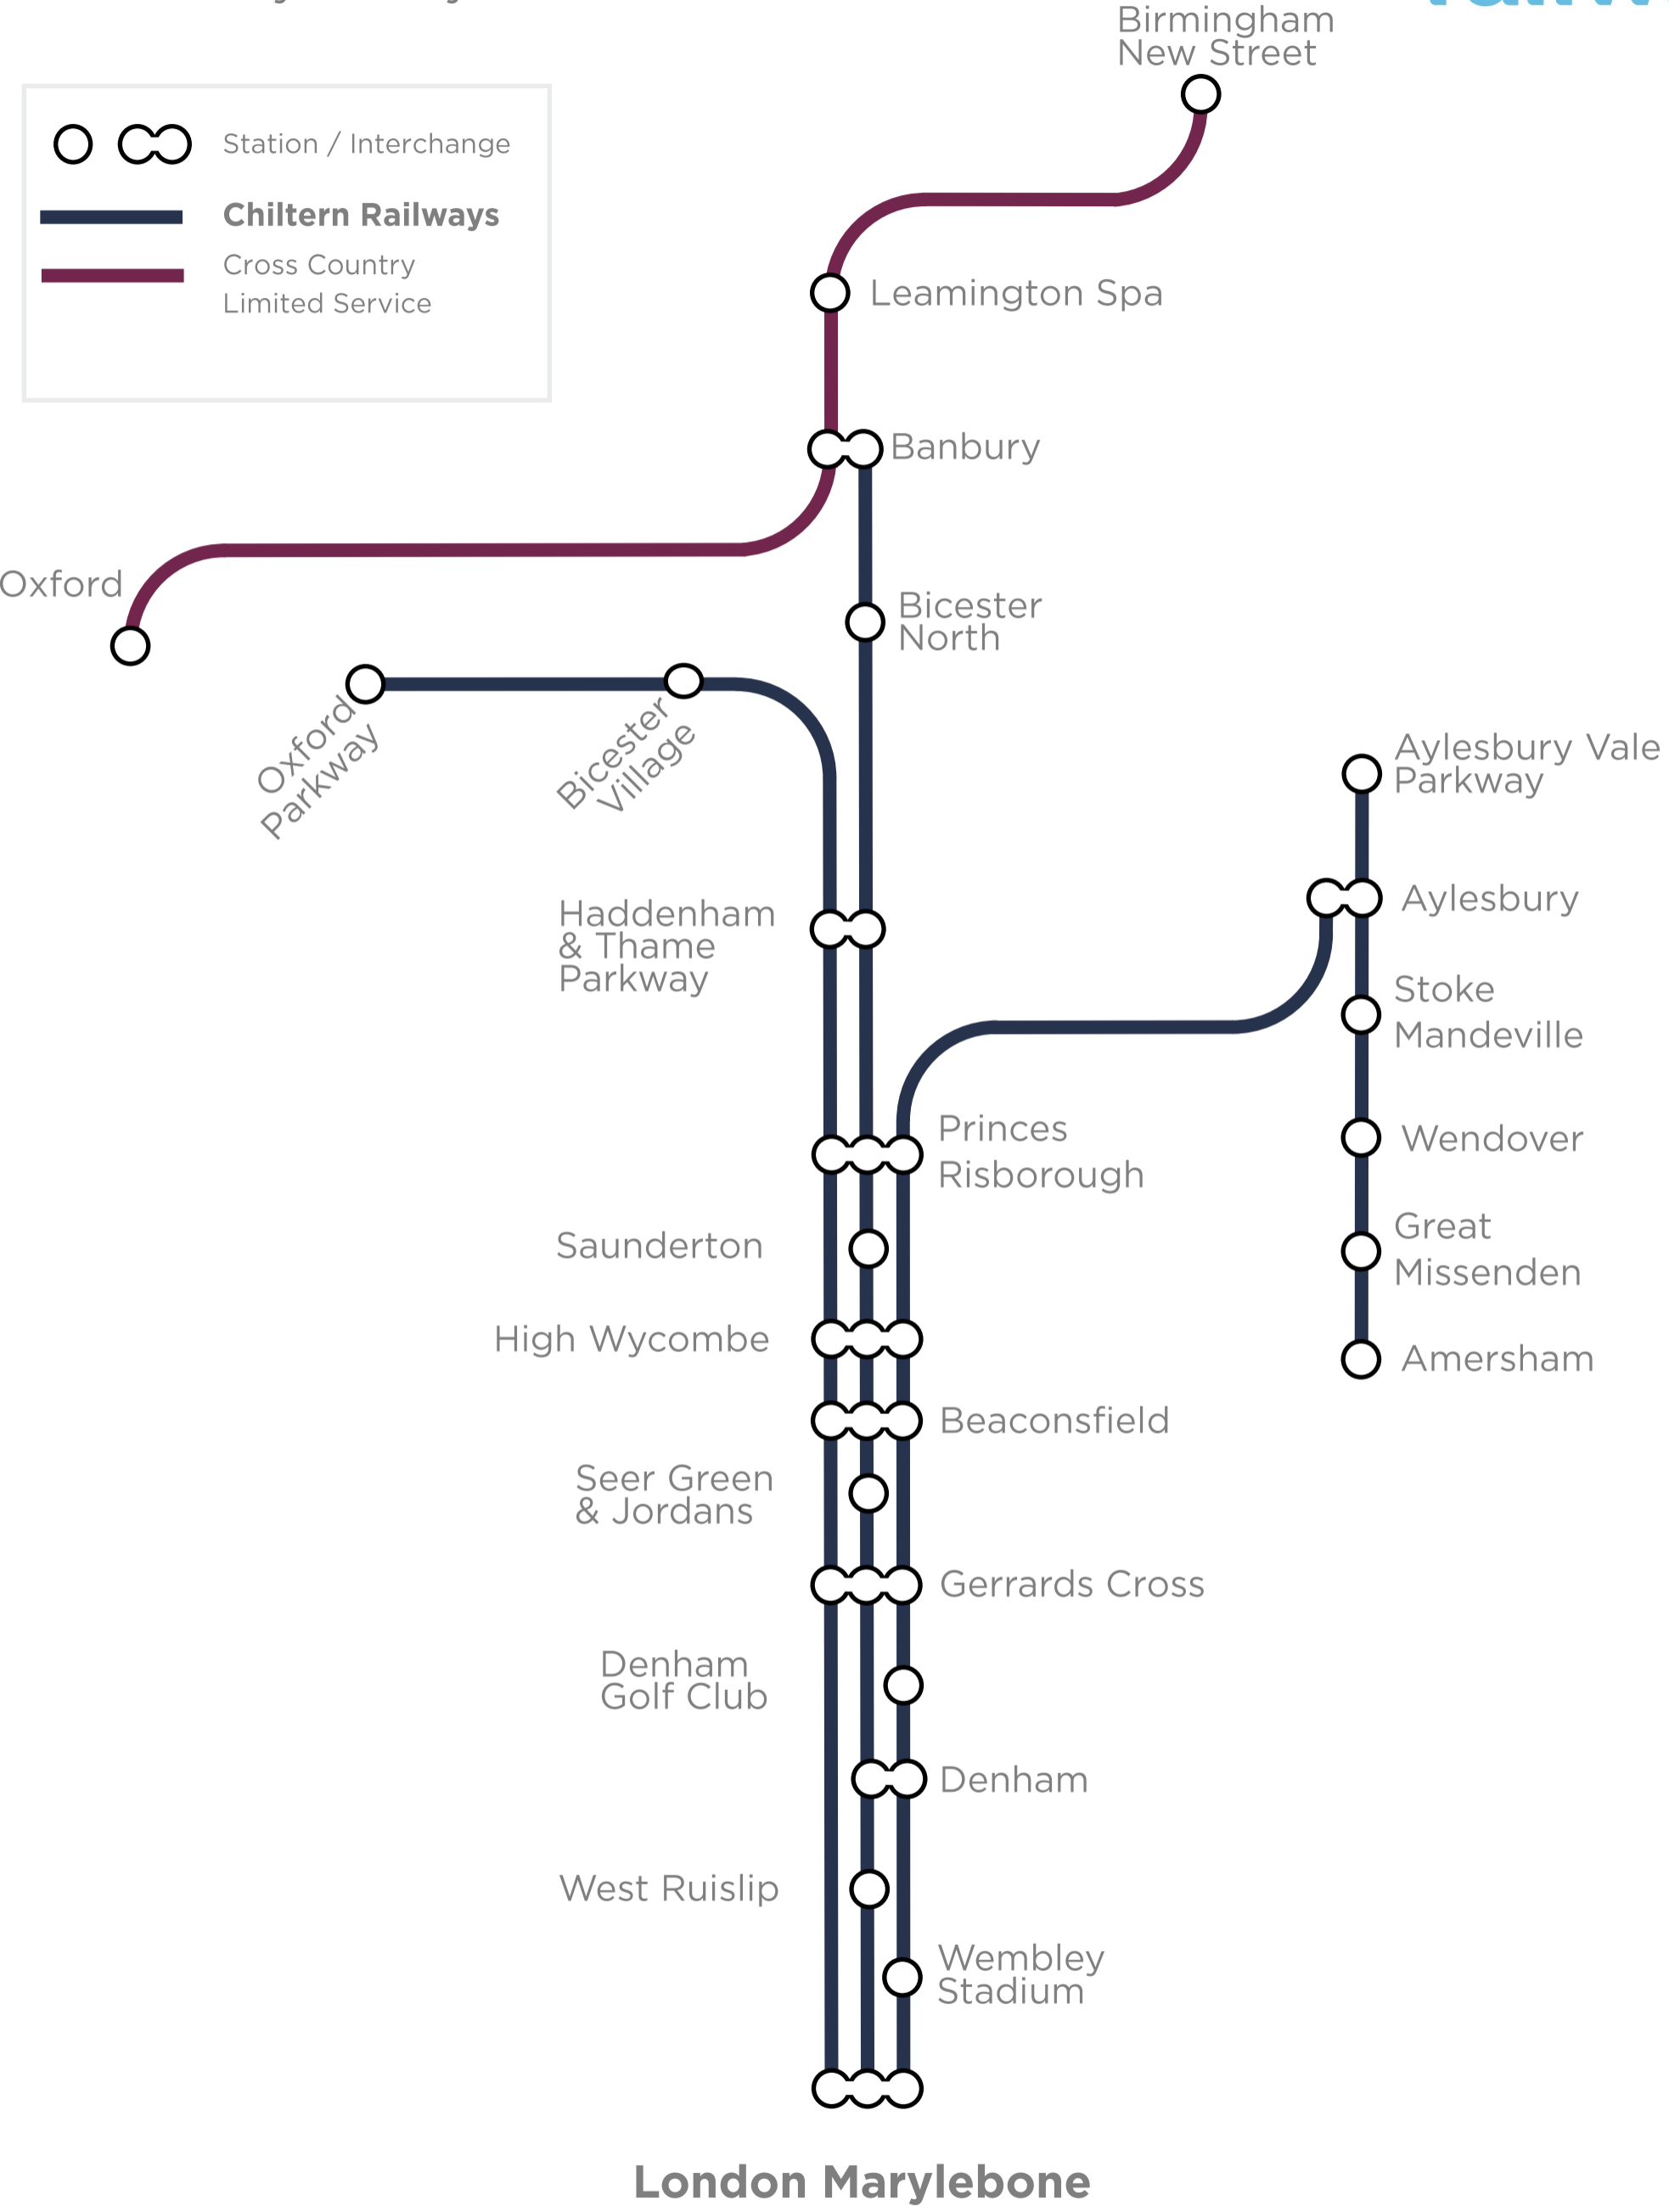 Birmingham
New Street
Station / Interchange
Chiltern Railways
Cross Country
Limited Service
Leamington Spa
Banbury
Oxford
Bicester
North
Oxford
Parkway
Bicester
Village
Aylesbury Vale
Parkway
Aylesbury
Haddenham
& Thame
Parkway
Stoke
Mandeville
Princes
Risborough
Wendover
Saunderton
Great
Missenden
High Wycombe
Amersham
Beaconsfield
Seer Green
& Jordans
Gerrards Cross
Denham
Golf Club
Denham
West Ruislip
Wembley
Stadium
London Marylebone